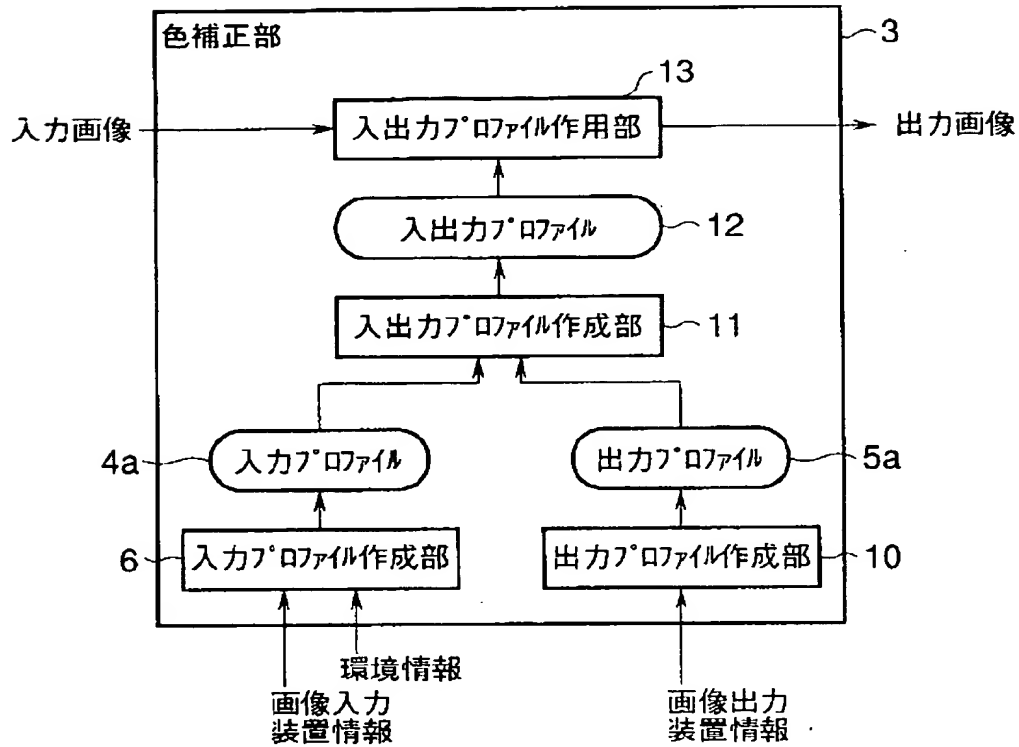 色補正部
3
13
入力画像
入出力プロファイル作用部
出力画像
入出力プロファイル
12
入出力プロファイル作成部
11
4a
入力プロファイル
出力プロファイル
5a
6
入力プロファイル作成部
出力プロファイル作成部
10
環境情報
画像入力
装置情報
画像出力
装置情報